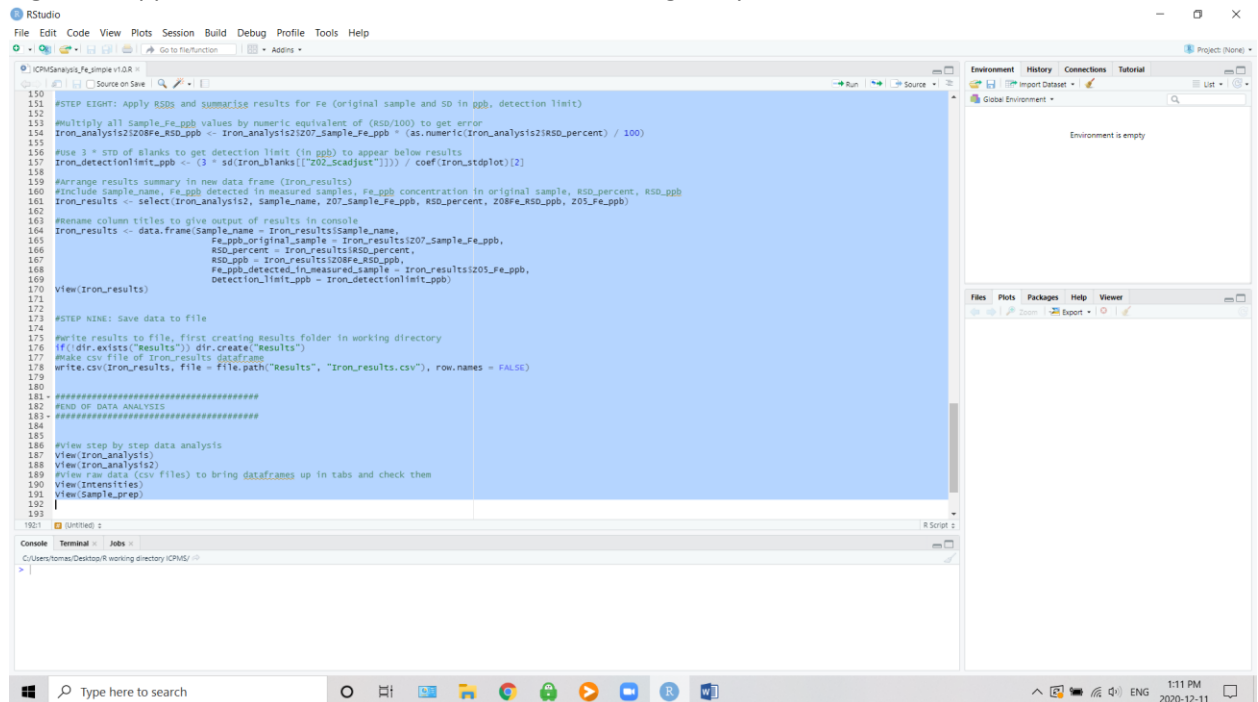 RStudio
File Edit Code View Plots Session Build Debug Profile Tools Help
Go to file/function Addins Project: (None)
ICPMSanalysis_Fe_simple v1.0.R
Source on Save Run Source
150
151 #STEP EIGHT: Apply RSDs and summarise results for Fe (original sample and SD in ppb, detection limit)
152
153 #Multiply all Sample_Fe_ppb values by numeric equivalent of (RSD/100) to get error
154 Iron_analysis2$Z08Fe_RSD_ppb <- Iron_analysis2$Z07_Sample_Fe_ppb * (as.numeric(Iron_analysis2$RSD_percent) / 100)
155
156 #Use 3 * STD of Blanks to get detection limit (in ppb) to appear below results
157 Iron_detectionlimit_ppb <- (3 * sd(Iron_blanks[["Z02_Scadjust"]])) / coef(Iron_stdplot)[2]
158
159 #Arrange results summary in new data frame (Iron_results)
160 #Include Sample_name, Fe_ppb detected in measured samples, Fe_ppb concentration in original sample, RSD_percent, RSD_ppb
161 Iron_results <- select(Iron_analysis2, Sample_name, Z07_Sample_Fe_ppb, RSD_percent, Z08Fe_RSD_ppb, Z05_Fe_ppb)
162
163 #Rename column titles to give output of results in console
164 Iron_results <- data.frame(Sample_name = Iron_results$Sample_name,
165 Fe_ppb_original_sample = Iron_results$Z07_Sample_Fe_ppb,
166 RSD_percent = Iron_results$RSD_percent,
167 RSD_ppb = Iron_results$Z08Fe_RSD_ppb,
168 Fe_ppb_detected_in_measured_sample = Iron_results$Z05_Fe_ppb,
169 Detection_limit_ppb = Iron_detectionlimit_ppb)
170 View(Iron_results)
171
172
173 #STEP NINE: Save data to file
174
175 #Write results to file, first creating Results folder in working directory
176 if(!dir.exists("Results")) dir.create("Results")
177 #Make csv file of Iron_results dataframe
178 write.csv(Iron_results, file = file.path("Results", "Iron_results.csv"), row.names = FALSE)
179
180
181 #######################################
182 #END OF DATA ANALYSIS
183 #######################################
184
185
186 #View step by step data analysis
187 View(Iron_analysis)
188 View(Iron_analysis2)
189 #View raw data (csv files) to bring dataframes up in tabs and check them
190 View(Intensities)
191 View(Sample_prep)
192
193
192:1 (Untitled) R Script
Console Terminal Jobs
C:/Users/tomas/Desktop/R working directory ICPMS/
>
Environment History Connections Tutorial
Import Dataset List
Global Environment
Environment is empty
Files Plots Packages Help Viewer
Zoom Export
Type here to search
ENG 1:11 PM
2020-12-11